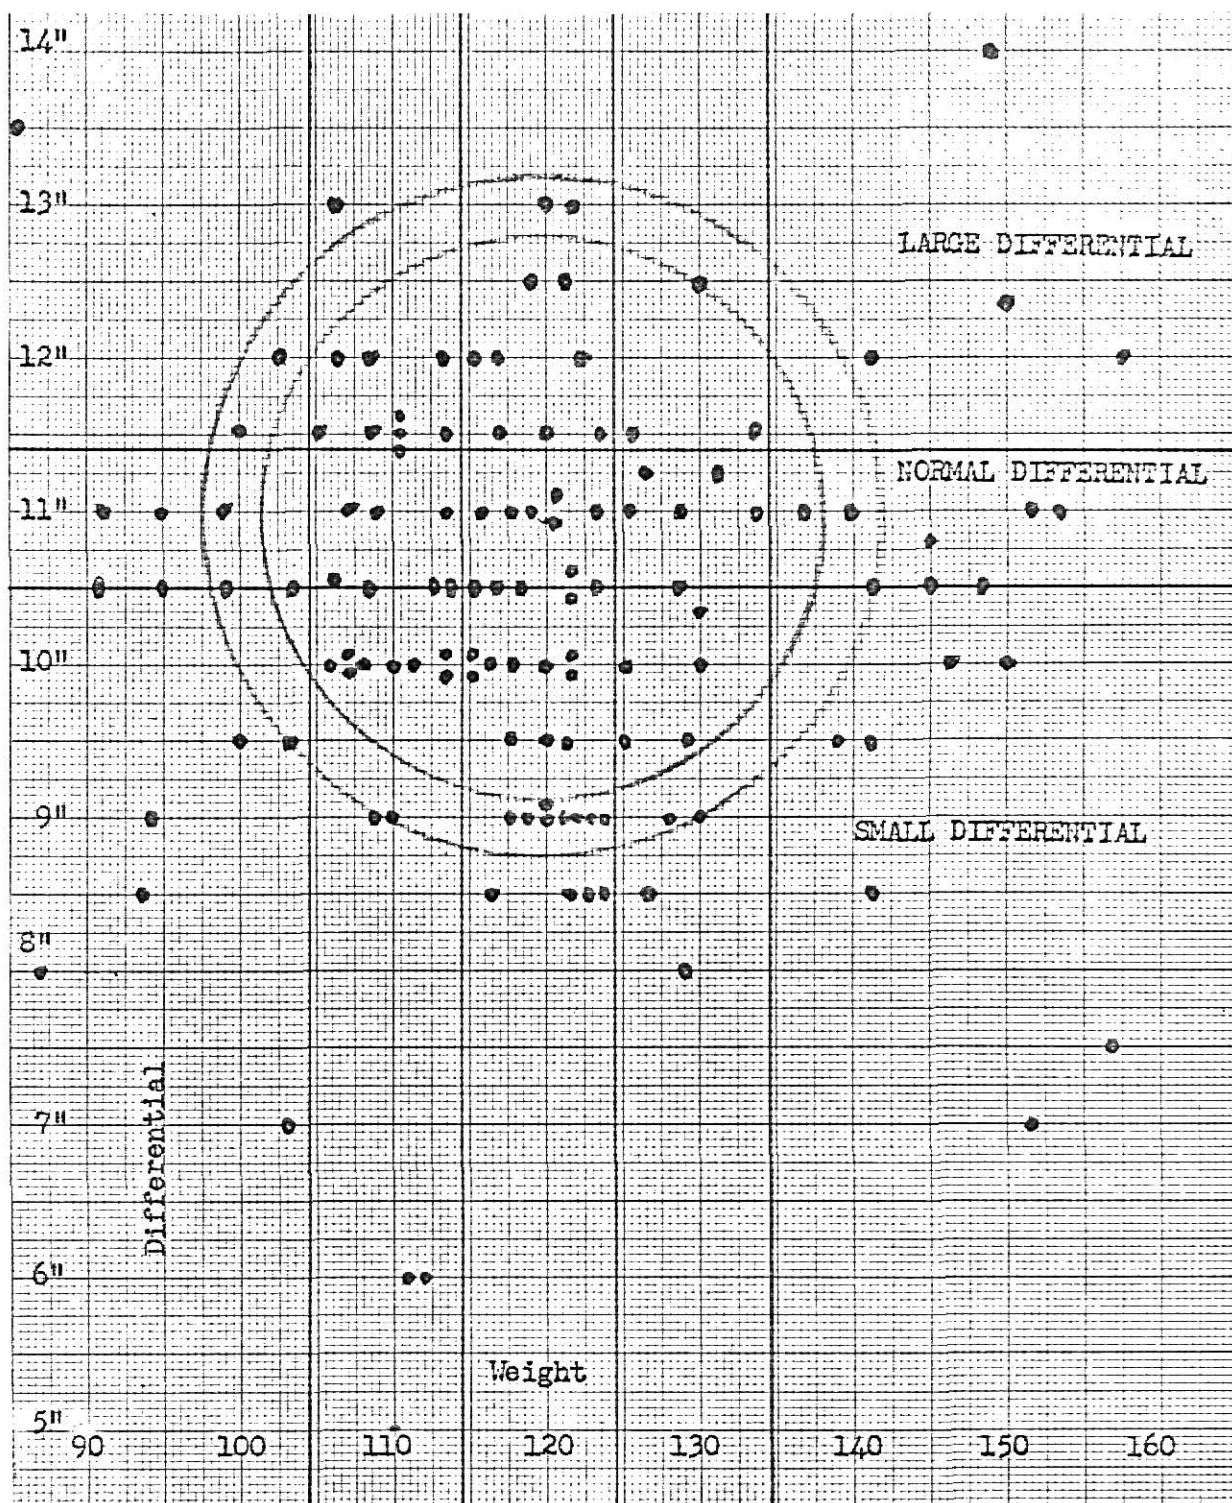 14"
13"
LARGE DIFFERENTIAL
12"
NORMAL DIFFERENTIAL
11"
10"
9"
SMALL DIFFERENTIAL
8"
7"
Differential
6"
Weight
5"
90 100 110 120 130 140 150 160